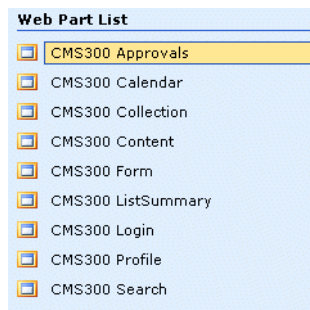 Web Part List
CMS300 Approvals
CMS300 Calendar
CMS300 Collection
CMS300 Content
CMS300 Form
CMS300 ListSummary
CMS300 Login
CMS300 Profile
CMS300 Search